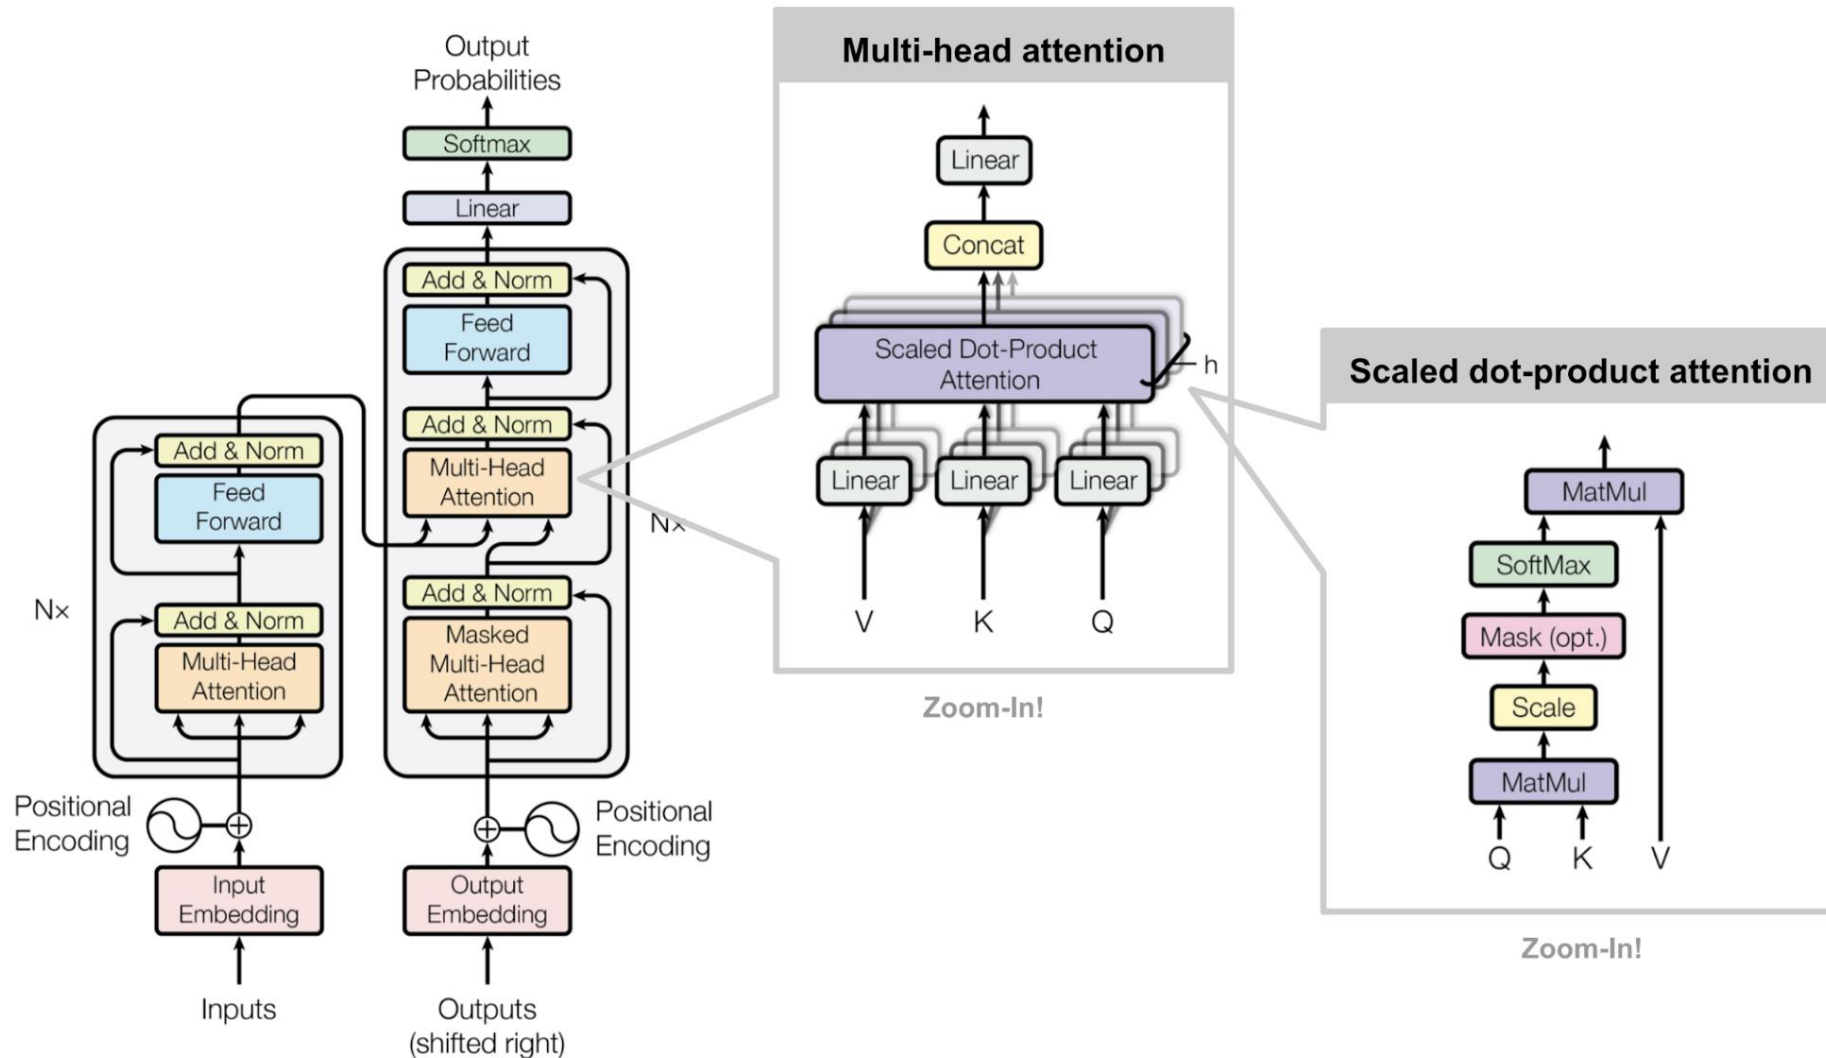 Output
Probabilities
Softmax
Linear
Add & Norm
Feed
Forward
Add & Norm
Multi-Head
Attention
Nx
Add & Norm
Masked
Multi-Head
Attention
Positional
Encoding
Output
Embedding
Outputs
(shifted right)
Add & Norm
Feed
Forward
Nx
Add & Norm
Multi-Head
Attention
Positional
Encoding
Input
Embedding
Inputs
Multi-head attention
Linear
Concat
Scaled Dot-Product
Attention
h
Linear Linear Linear
V K Q
Zoom-In!
Scaled dot-product attention
MatMul
SoftMax
Mask (opt.)
Scale
MatMul
Q K V
Zoom-In!